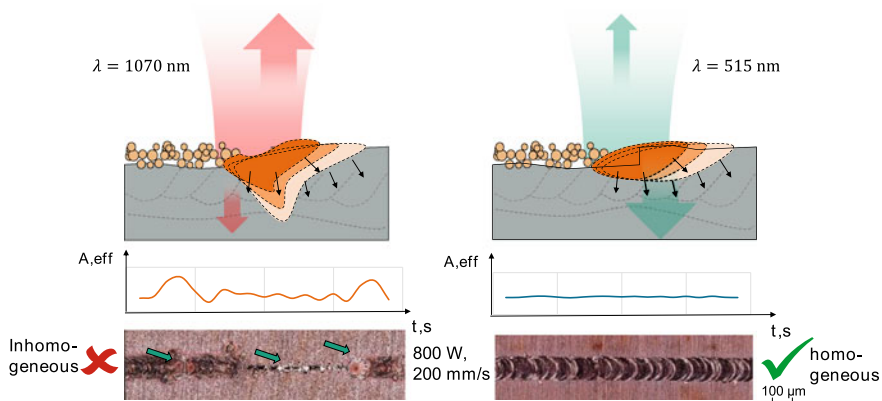 λ = 1070 nm
λ = 515 nm
A,eff
t,s
A,eff
t,s
Inhomo-
geneous
800 W,
200 mm/s
homo-
geneous
100 µm